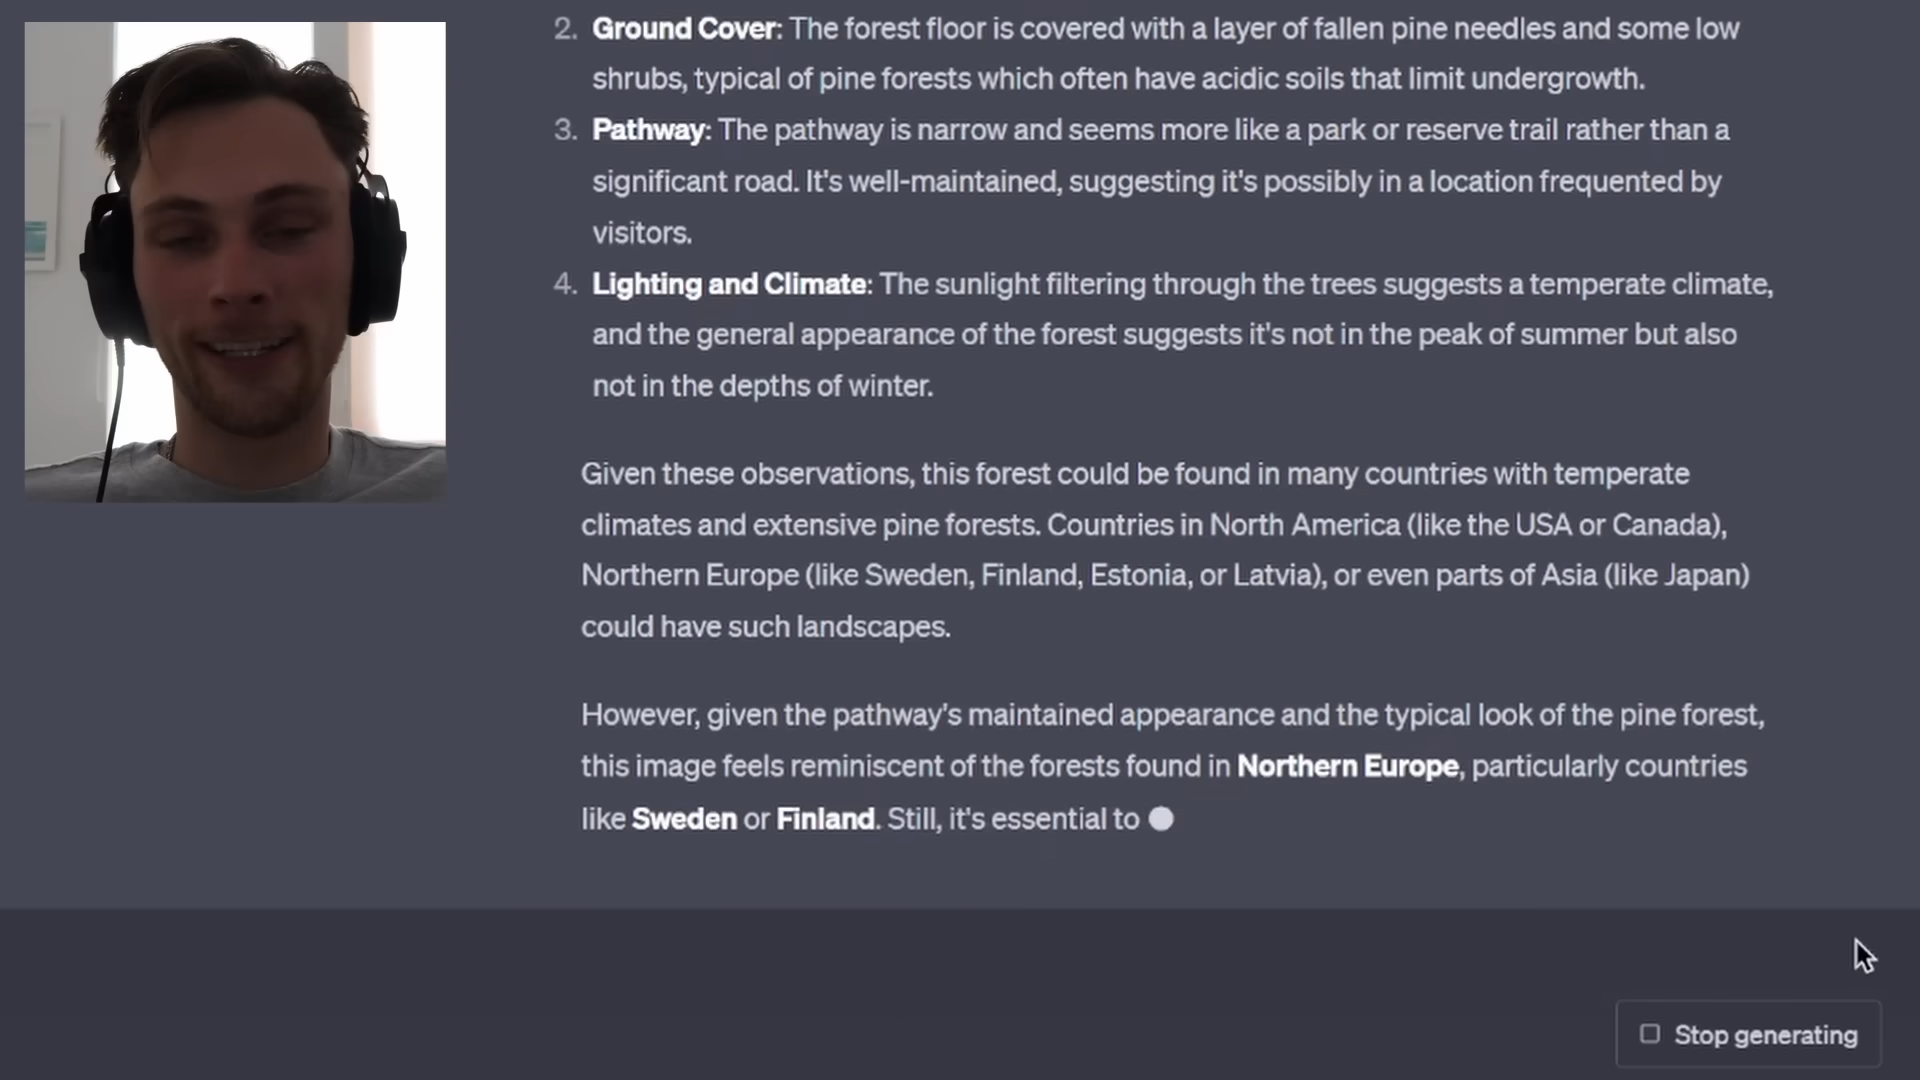 2. Ground Cover: The forest floor is covered with a layer of fallen pine needles and some low
shrubs, typical of pine forests which often have acidic soils that limit undergrowth.
3. Pathway: The pathway is narrow and seems more like a park or reserve trail rather than a
significant road. It's well-maintained, suggesting it's possibly in a location frequented by
visitors.
4. Lighting and Climate: The sunlight filtering through the trees suggests a temperate climate,
and the general appearance of the forest suggests it's not in the peak of summer but also
not in the depths of winter.
Given these observations, this forest could be found in many countries with temperate
climates and extensive pine forests. Countries in North America (like the USA or Canada),
Northern Europe (like Sweden, Finland, Estonia, or Latvia), or even parts of Asia (like Japan)
could have such landscapes.
However, given the pathway's maintained appearance and the typical look of the pine forest,
this image feels reminiscent of the forests found in Northern Europe, particularly countries
like Sweden or Finland. Still, it's essential to
Stop generating